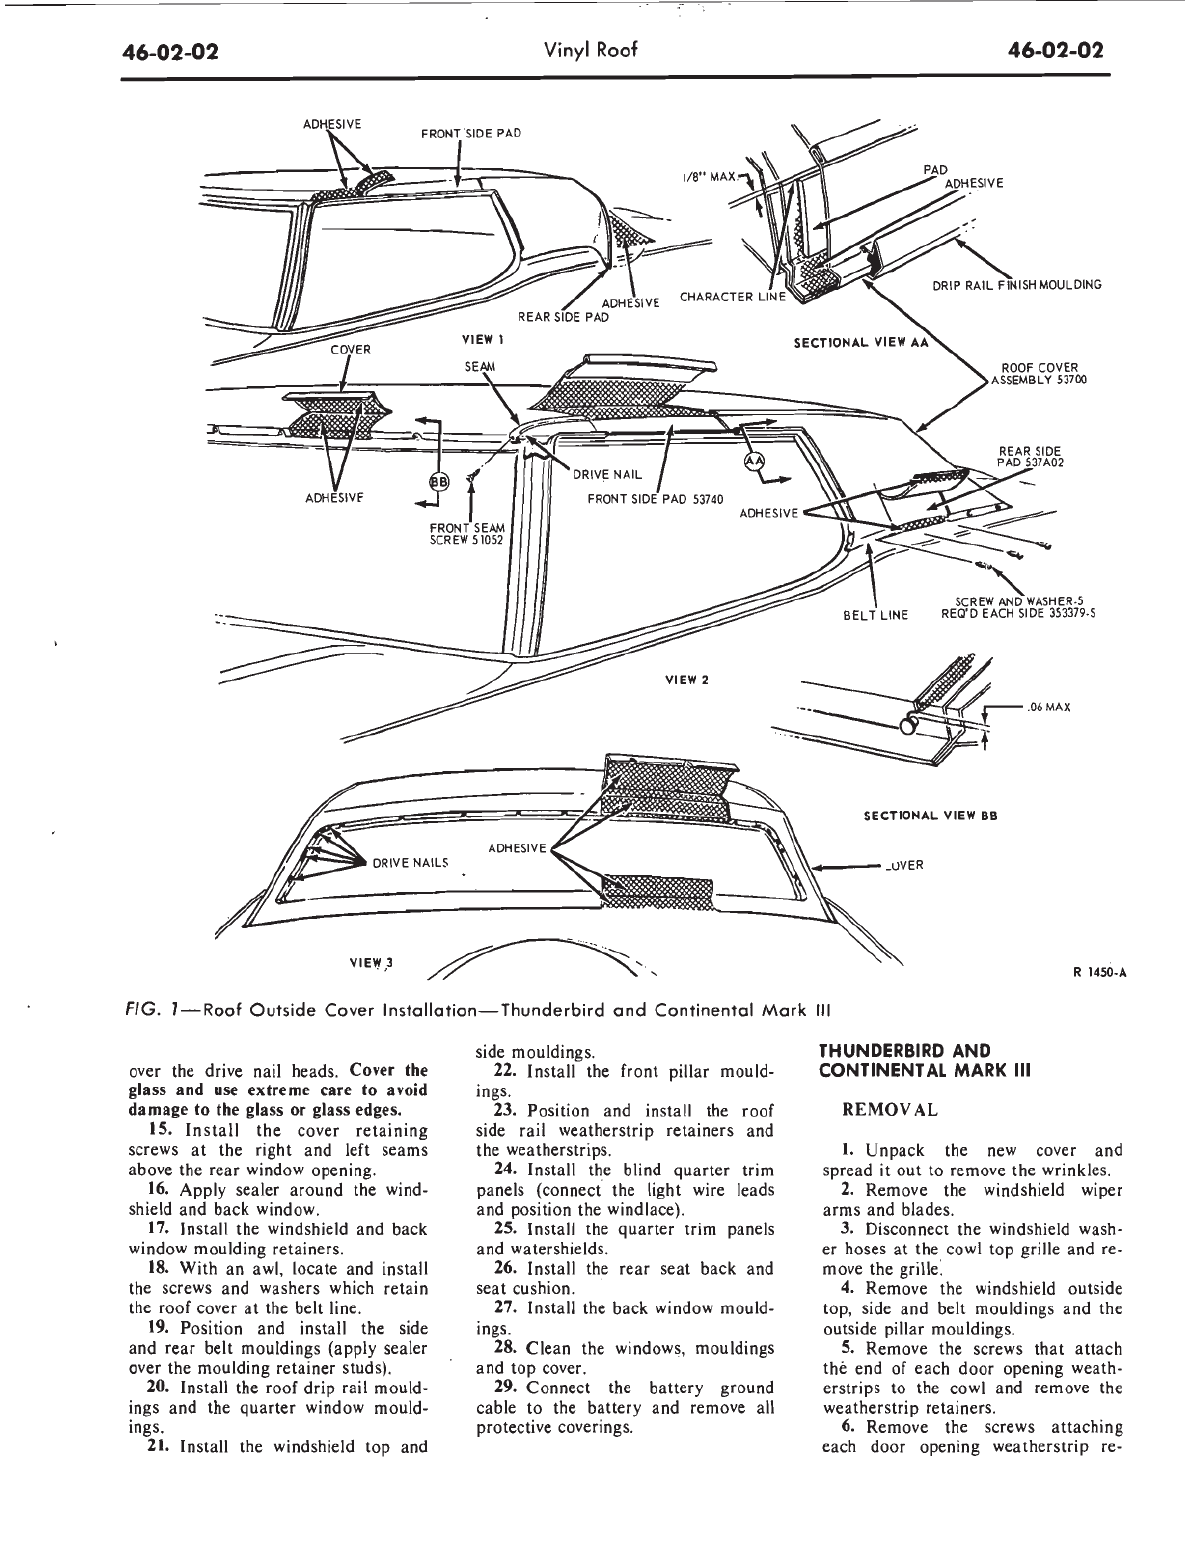 46-02-02
Vinyl Roof
46-02-02
ADHESIVE
FRONT SIDE PAD
ADHESIVE
REAR SIDE PAD
VIEW 1
1/8" MAX.
PAD
ADHESIVE
CHARACTER LINE
DRIP RAIL FINISH MOULDING
SECTIONAL VIEW AA
ROOF COVER
ASSEMBLY 53700
COVER
SEAM
ADHESIVE
BB
FRONT SEAM
SCREW 51052
DRIVE NAIL
FRONT SIDE PAD 53740
AA
ADHESIVE
REAR SIDE
PAD 537A02
BELT LINE
SCREW AND WASHER-5
REQ'D EACH SIDE 353379-S
VIEW 2
.06 MAX
SECTIONAL VIEW BB
DRIVE NAILS
ADHESIVE
VIEW 3
R 1450-A
FIG. 1—Roof Outside Cover Installation—Thunderbird and Continental Mark III
over the drive nail heads. Cover the
glass and use extreme care to avoid
damage to the glass or glass edges.
15. Install the cover retaining
screws at the right and left seams
above the rear window opening.
16. Apply sealer around the wind-
shield and back window.
17. Install the windshield and back
window moulding retainers.
18. With an awl, locate and install
the screws and washers which retain
the roof cover at the belt line.
19. Position and install the side
and rear belt mouldings (apply sealer
over the moulding retainer studs).
20. Install the roof drip rail mould-
ings and the quarter window mould-
ings.
21. Install the windshield top and
side mouldings.
22. Install the front pillar mould-
ings.
23. Position and install the roof
side rail weatherstrip retainers and
the weatherstrips.
24. Install the blind quarter trim
panels (connect the light wire leads
and position the windlace).
25. Install the quarter trim panels
and watershields.
26. Install the rear seat back and
seat cushion.
27. Install the back window mould-
ings.
28. Clean the windows, mouldings
and top cover.
29. Connect the battery ground
cable to the battery and remove all
protective coverings.
THUNDERBIRD AND
CONTINENTAL MARK III
REMOVAL
1. Unpack the new cover and
spread it out to remove the wrinkles.
2. Remove the windshield wiper
arms and blades.
3. Disconnect the windshield wash-
er hoses at the cowl top grille and re-
move the grille.
4. Remove the windshield outside
top, side and belt mouldings and the
outside pillar mouldings.
5. Remove the screws that attach
the end of each door opening weath-
erstrips to the cowl and remove the
weatherstrip retainers.
6. Remove the screws attaching
each door opening weatherstrip re-